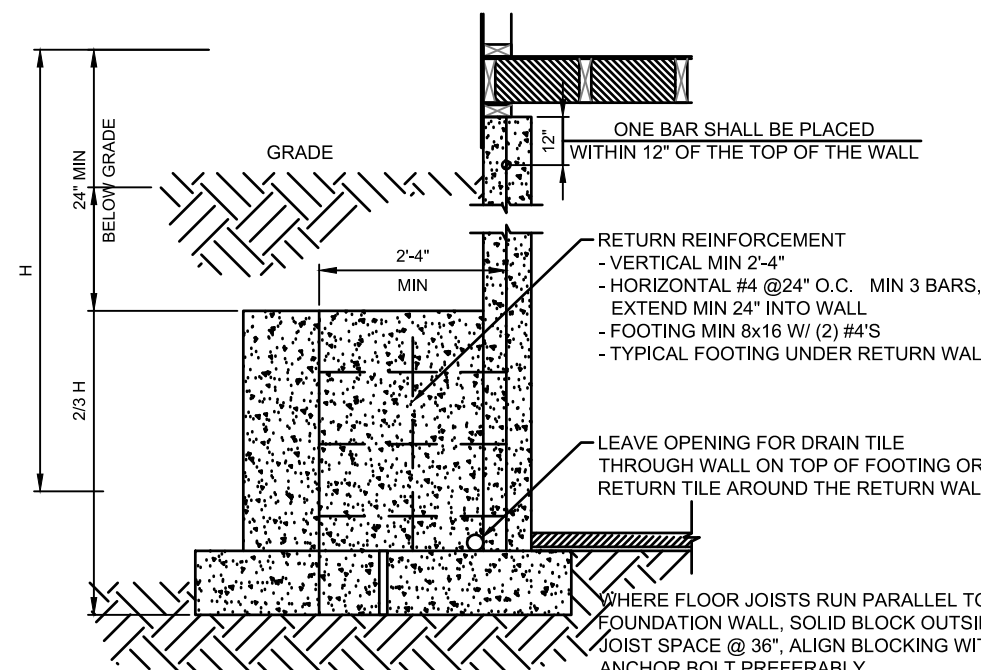 24" MIN
BELOW GRADE
H
2/3 H
GRADE
12"
ONE BAR SHALL BE PLACED
WITHIN 12" OF THE TOP OF THE WALL
2'-4"
MIN
RETURN REINFORCEMENT
- VERTICAL MIN 2'-4"
- HORIZONTAL #4 @24" O.C. MIN 3 BARS,
EXTEND MIN 24" INTO WALL
- FOOTING MIN 8x16 W/ (2) #4'S
- TYPICAL FOOTING UNDER RETURN WAL
LEAVE OPENING FOR DRAIN TILE
THROUGH WALL ON TOP OF FOOTING OR
RETURN TILE AROUND THE RETURN WAL
WHERE FLOOR JOISTS RUN PARALLEL TO
FOUNDATION WALL, SOLID BLOCK OUTSI
JOIST SPACE @ 36", ALIGN BLOCKING WIT
ANCHOR BOLT PREFERABLY